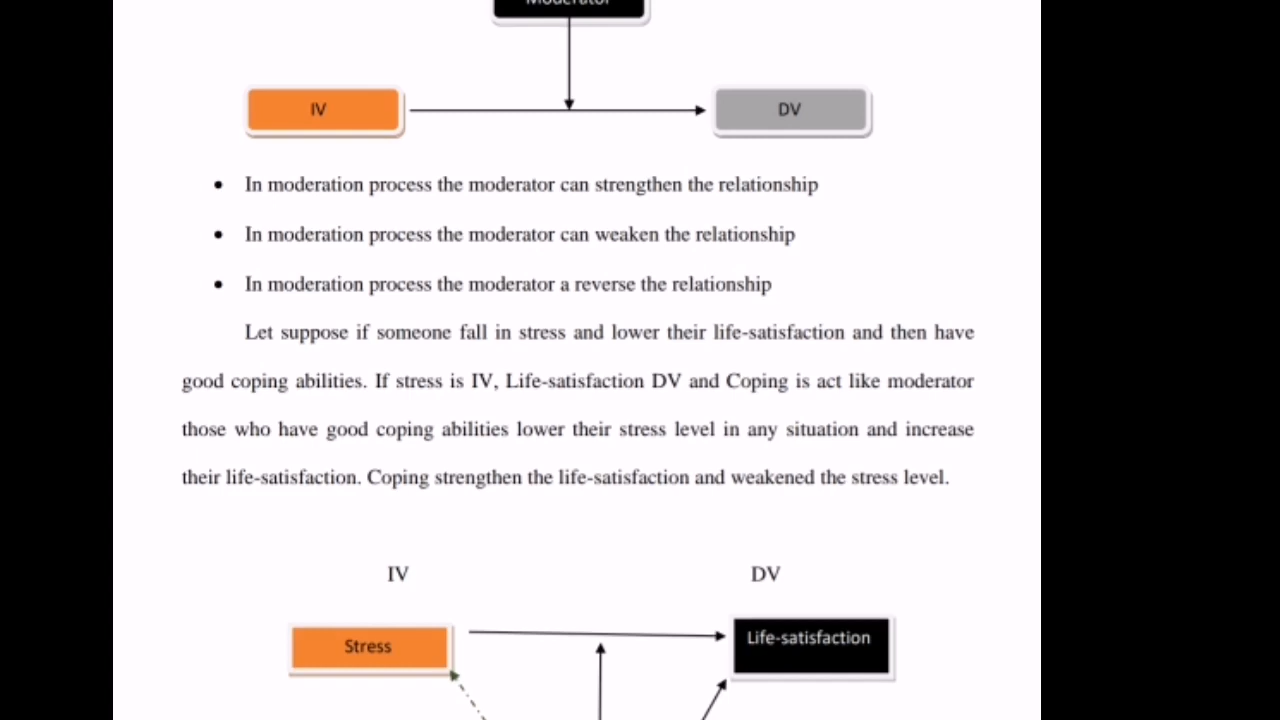 Moderator
IV
DV
• In moderation process the moderator can strengthen the relationship
• In moderation process the moderator can weaken the relationship
• In moderation process the moderator a reverse the relationship
Let suppose if someone fall in stress and lower their life-satisfaction and then have
good coping abilities. If stress is IV, Life-satisfaction DV and Coping is act like moderator
those who have good coping abilities lower their stress level in any situation and increase
their life-satisfaction. Coping strengthen the life-satisfaction and weakened the stress level.
IV
DV
Stress
Life-satisfaction